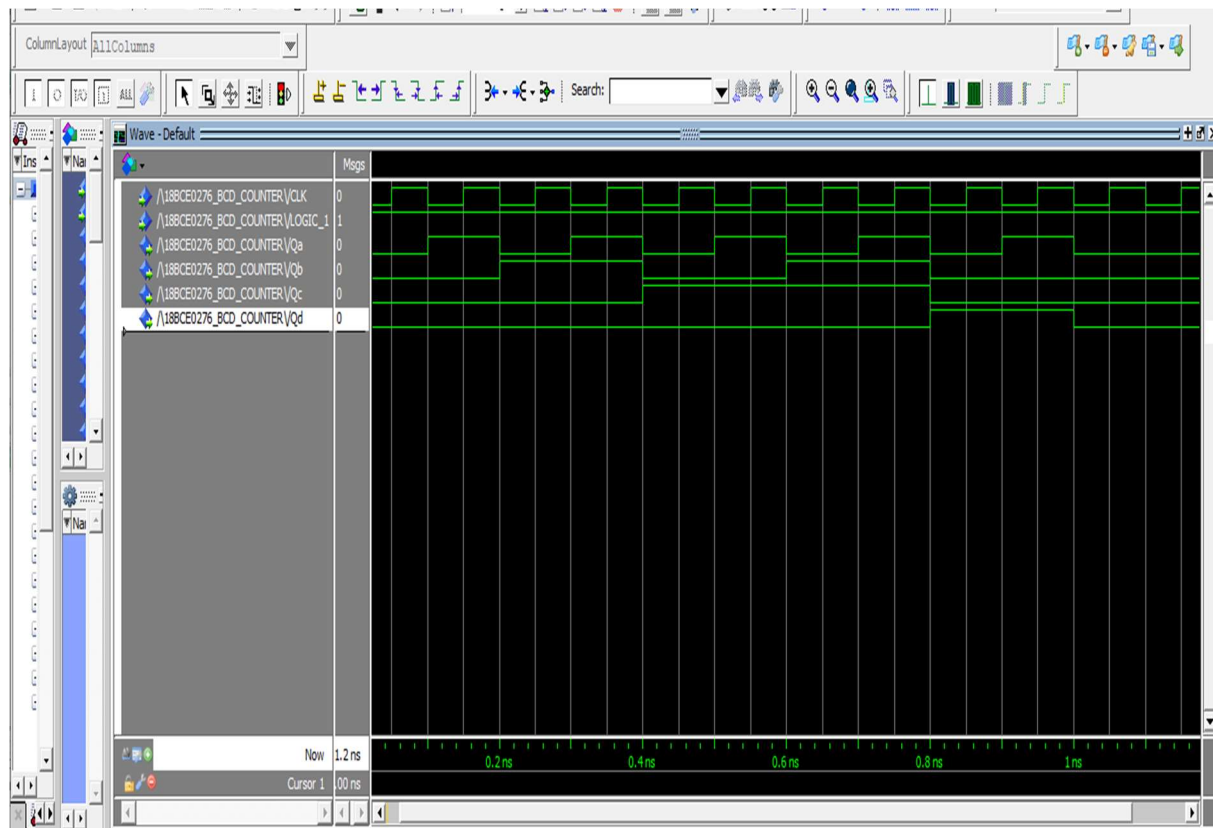 ColumnLayout AllColumns
ALL
Search:
Ins
Wave - Default
Msgs
/\18BCE0276_BCD_COUNTER\/CLK 0
/\18BCE0276_BCD_COUNTER\/LOGIC_1 1
/\18BCE0276_BCD_COUNTER\/Qa 0
/\18BCE0276_BCD_COUNTER\/Qb 0
/\18BCE0276_BCD_COUNTER\/Qc 0
/\18BCE0276_BCD_COUNTER\/Qd 0
Now 1.2 ns
0.2 ns 0.4 ns 0.6 ns 0.8 ns 1 ns
Cursor 1 .00 ns